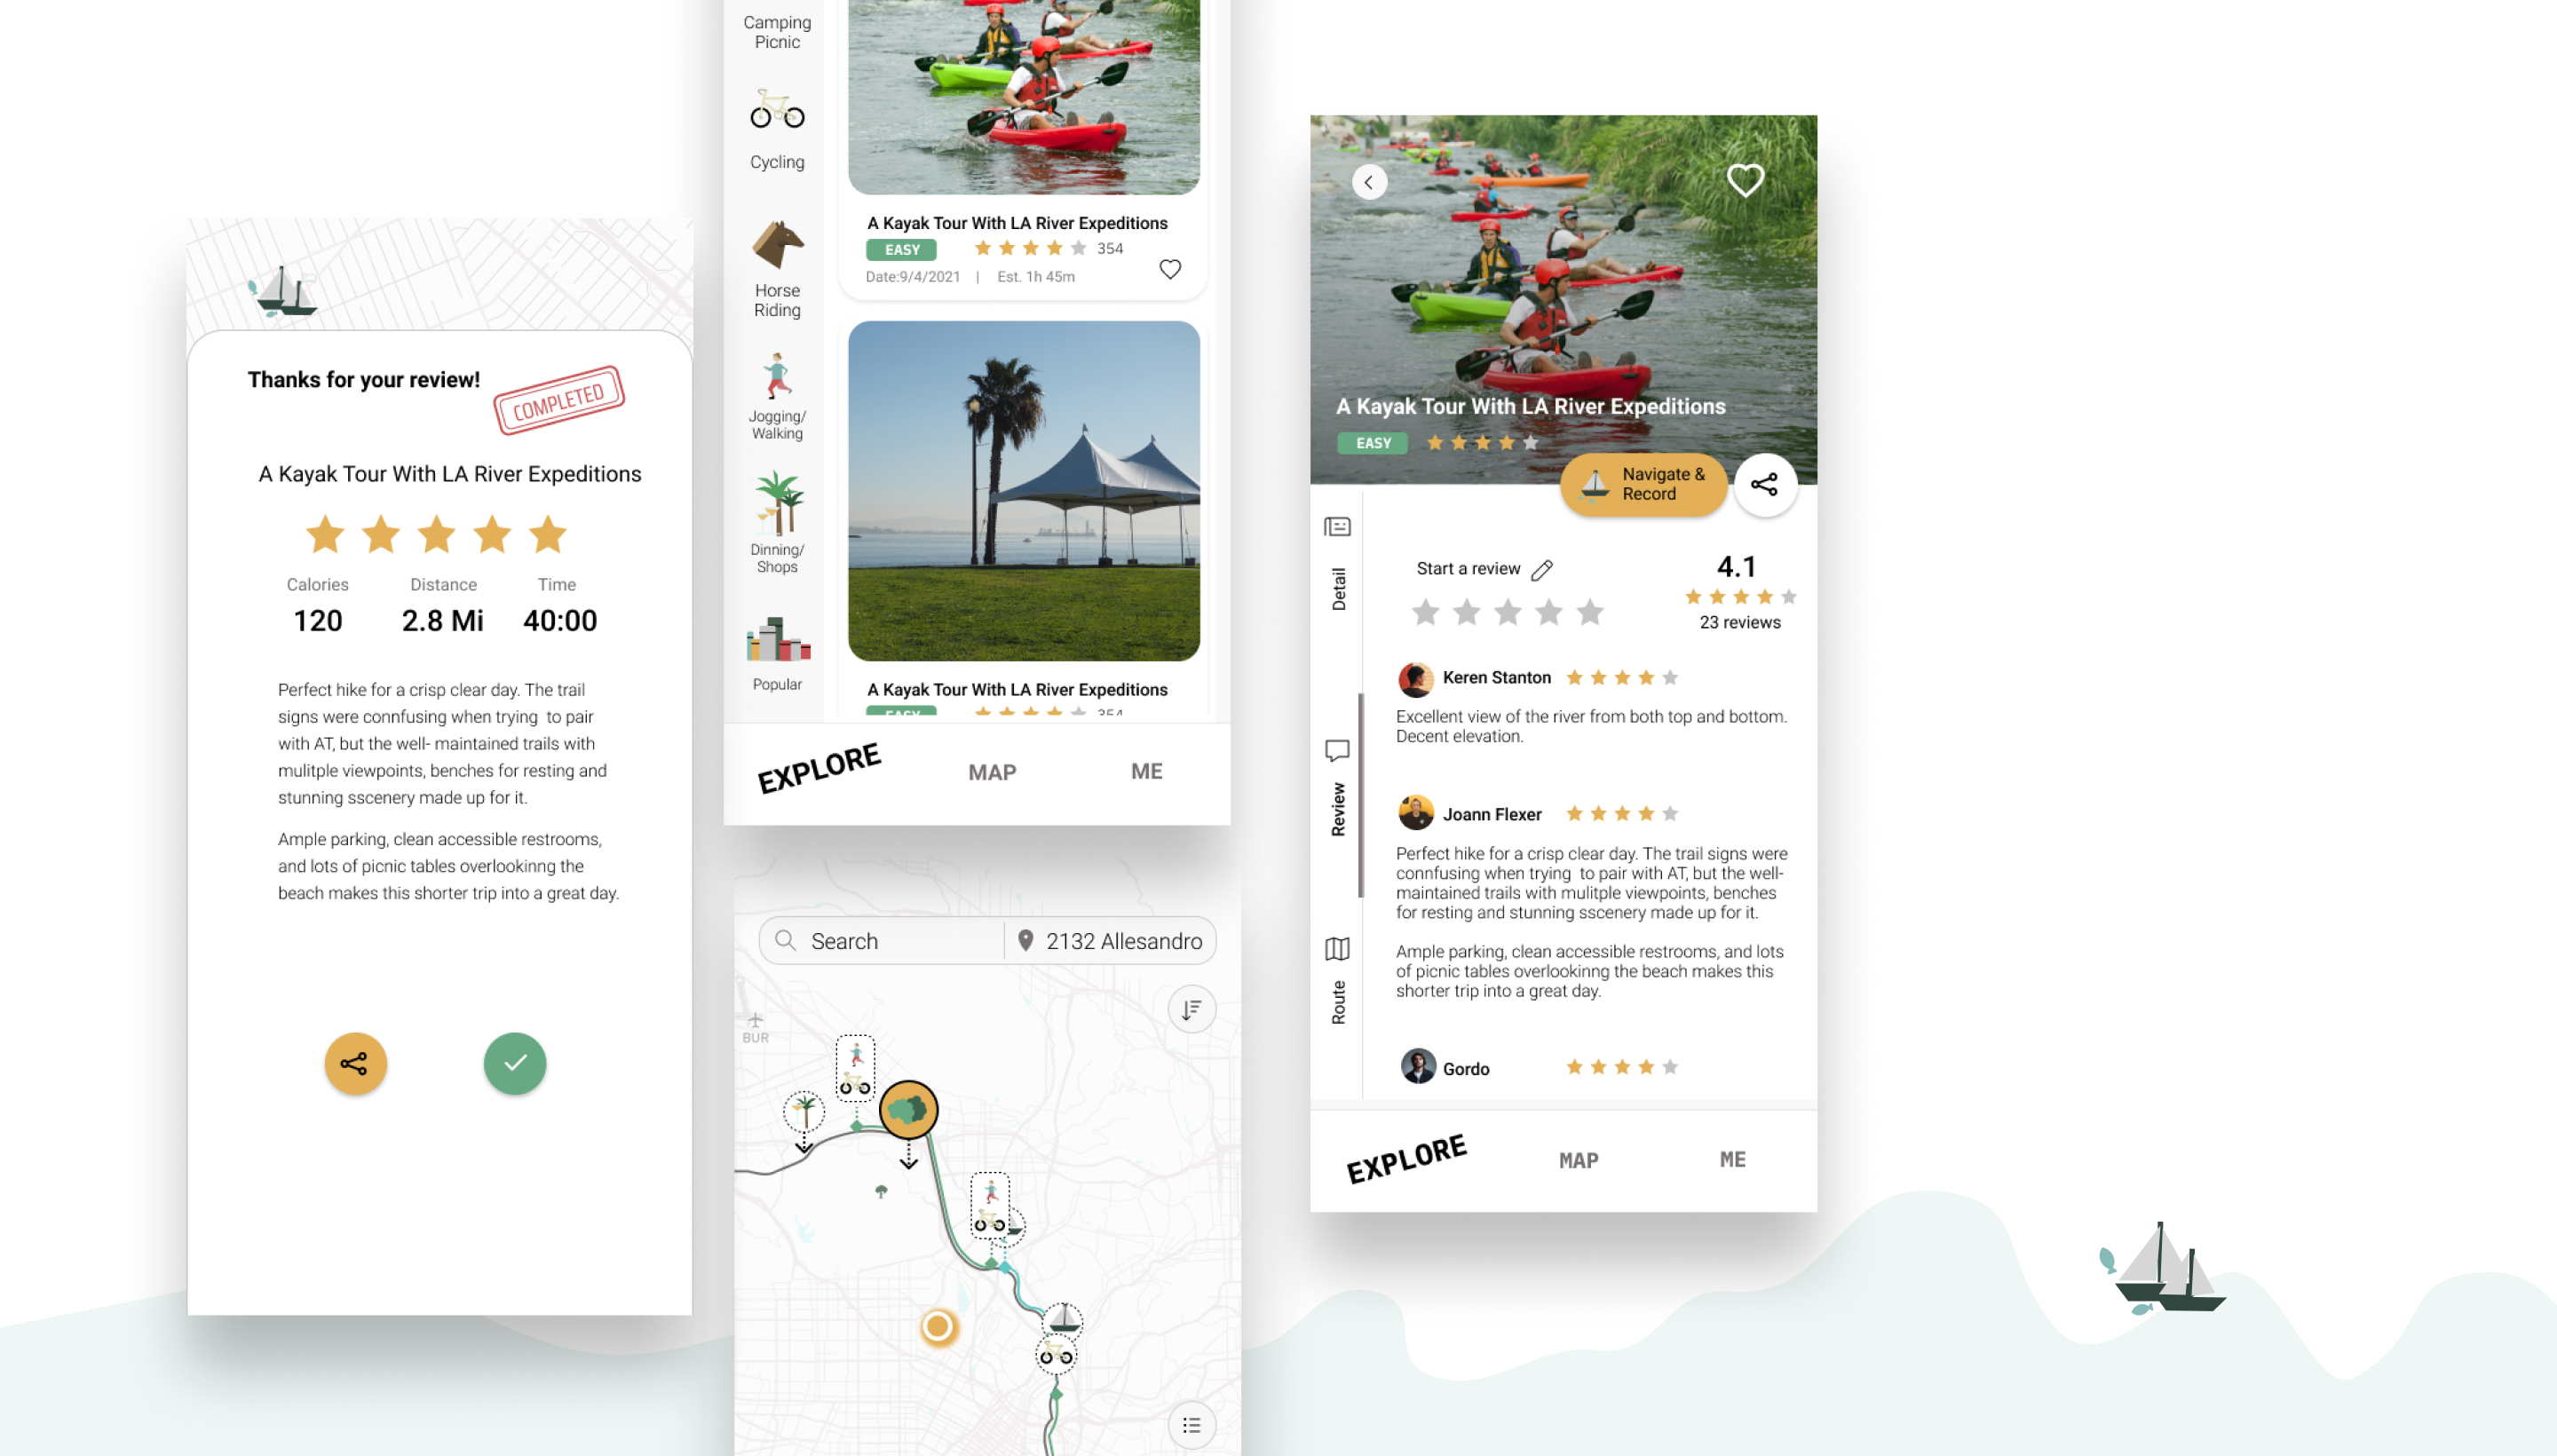 Thanks for your review!
COMPLETED
A Kayak Tour With LA River Expeditions
Calories
Distance
Time
120
2.8 Mi
40:00
Perfect hike for a crisp clear day. The trail
signs were connfusing when trying  to pair
with AT, but the well- maintained trails with
mulitple viewpoints, benches for resting and
stunning sscenery made up for it.
Ample parking, clean accessible restrooms,
and lots of picnic tables overlookinng the
beach makes this shorter trip into a great day.
Camping
Picnic
Cycling
Horse
Riding
Jogging/
Walking
Dinning/
Shops
Popular
A Kayak Tour With LA River Expeditions
EASY
354
Date:9/4/2021 | Est. 1h 45m
A Kayak Tour With LA River Expeditions
EASY
354
EXPLORE
MAP
ME
Search
2132 Allesandro
BUR
A Kayak Tour With LA River Expeditions
EASY
Navigate &
Record
Detail
Review
Route
Start a review
4.1
23 reviews
Keren Stanton
Excellent view of the river from both top and bottom.
Decent elevation.
Joann Flexer
Perfect hike for a crisp clear day. The trail signs were
connfusing when trying  to pair with AT, but the well-
maintained trails with mulitple viewpoints, benches
for resting and stunning sscenery made up for it.
Ample parking, clean accessible restrooms, and lots
of picnic tables overlookinng the beach makes this
shorter trip into a great day.
Gordo
EXPLORE
MAP
ME